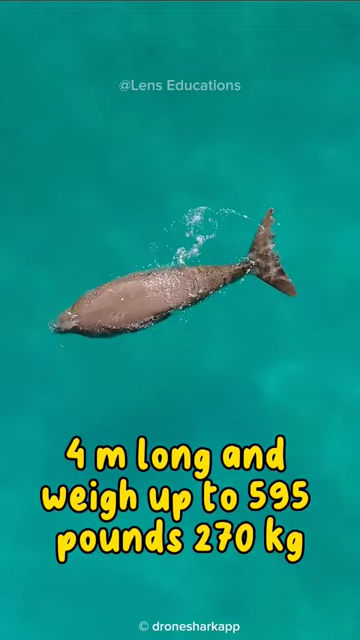 @Lens Educations
4 m long and
weigh up to 595
pounds 270 kg
© dronesharkapp